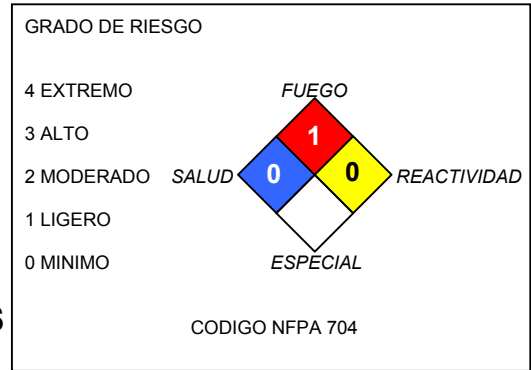 GRADO DE RIESGO
4 EXTREMO
FUEGO
3 ALTO
1
2 MODERADO
SALUD
0
0
REACTIVIDAD
1 LIGERO
0 MINIMO
ESPECIAL
S
CODIGO NFPA 704